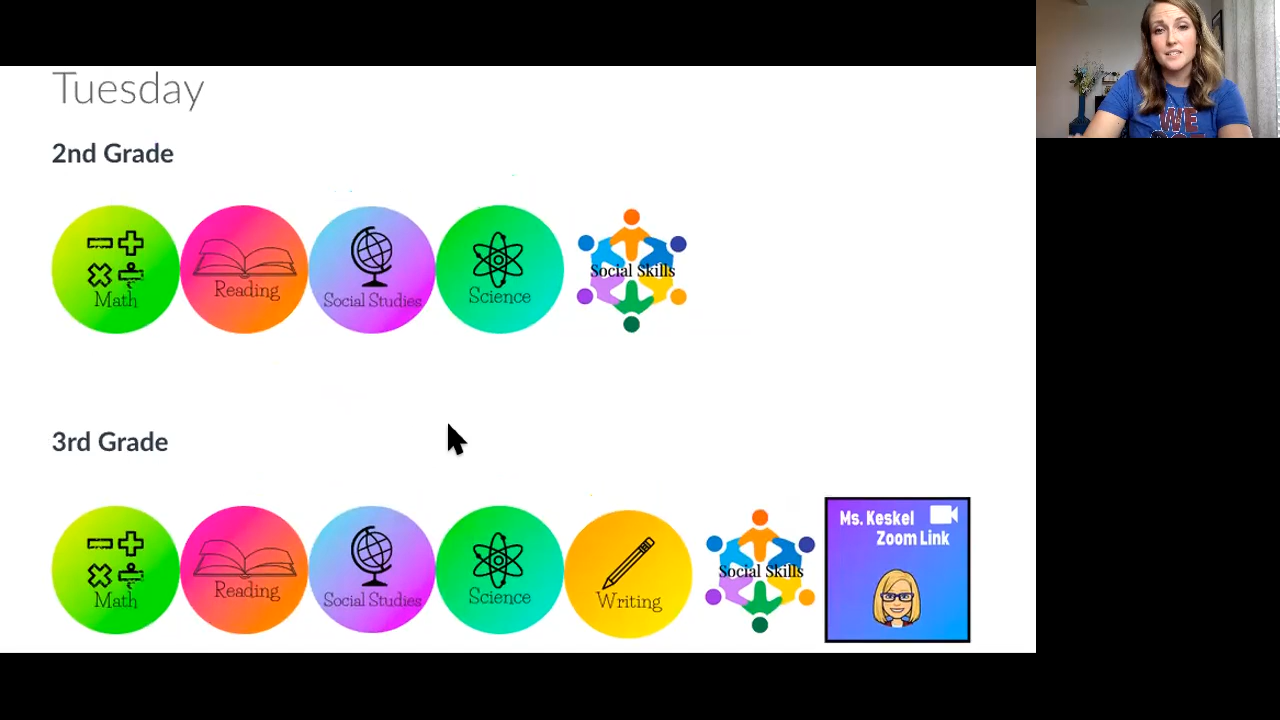 Tuesday
2nd Grade
Math
Reading
Social Studies
Science
Social Skills
3rd Grade
Math
Reading
Social Studies
Science
Writing
Social Skills
Ms. Keskel
Zoom Link
WE